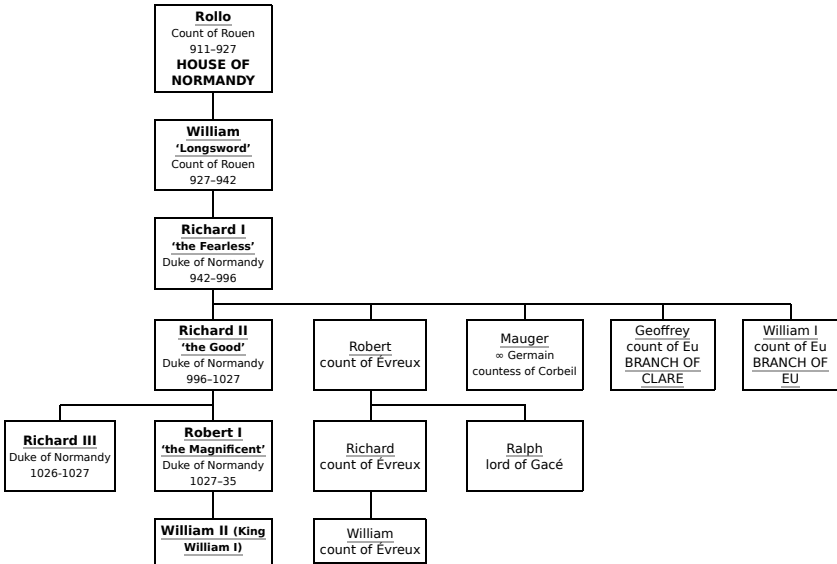 Rollo
Count of Rouen
911–927
HOUSE OF
NORMANDY
William
‘Longsword’
Count of Rouen
927–942
Richard I
‘the Fearless’
Duke of Normandy
942–996
Richard II
‘the Good’
Duke of Normandy
996–1027
Robert
count of Évreux
Mauger
∞ Germain
countess of Corbeil
Geoffrey
count of Eu
BRANCH OF
CLARE
William I
count of Eu
BRANCH OF
EU
Richard III
Duke of Normandy
1026-1027
Robert I
‘the Magnificent’
Duke of Normandy
1027–35
Richard
count of Évreux
Ralph
lord of Gacé
William II (King
William I)
William
count of Évreux